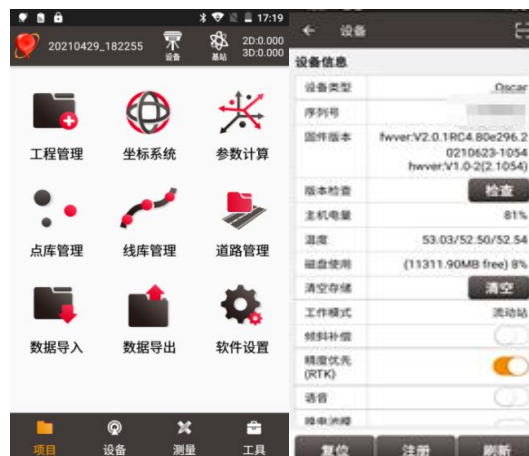 17:19
20210429_182255
设备
基站
2D:0.000
3D:0.000
工程管理
坐标系统
参数计算
点库管理
线库管理
道路管理
数据导入
数据导出
软件设置
项目
设备
测量
工具
设备
设备信息
设备类型
Oscar
序列号
固件版本
fwver:V2.0.1RC4.80e296.2
0210623-1054
hwver:V1.0-2(2.1054)
版本检查
检查
主机电量
81%
温度
53.03/52.50/52.54
磁盘使用
(11311.90MB free) 8%
清空存储
清空
工作模式
流动站
倾斜补偿
精度优先
(RTK)
语音
复位
注册
刷新